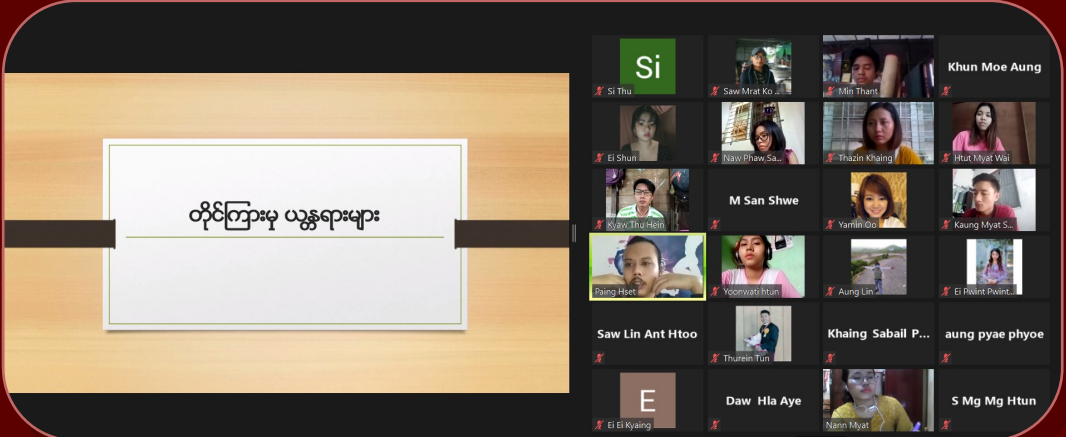 တိုင်ကြားမှု ယန္တရားများ
Si
Si Thu
Saw Mrat Ko ...
Min Thant
Khun Moe Aung
Ei Shun
Naw Phaw Sa...
Thazin Khaing
Htut Myat Wai
Kyaw Thu Hein
M San Shwe
Yamin Oo
Kaung Myat S...
Paing Hset
Yoonwati htun
Aung Lin
Ei Pwint Pwint...
Saw Lin Ant Htoo
Thurein Tun
Khaing Sabail P...
aung pyae phyoe
E
Ei Ei Kyaing
Daw Hla Aye
Nann Myat
S Mg Mg Htun